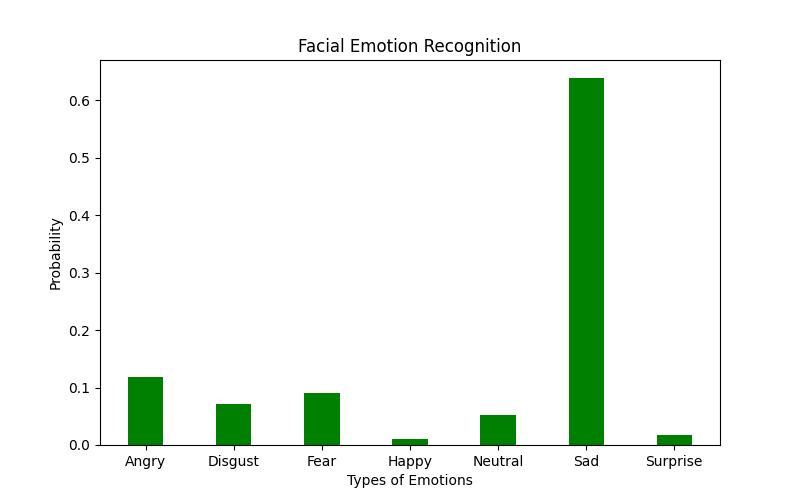 Facial Emotion Recognition
Probability
0.6
0.5
0.4
0.3
0.2
0.1
0.0
Angry Disgust Fear Happy Neutral Sad Surprise
Types of Emotions